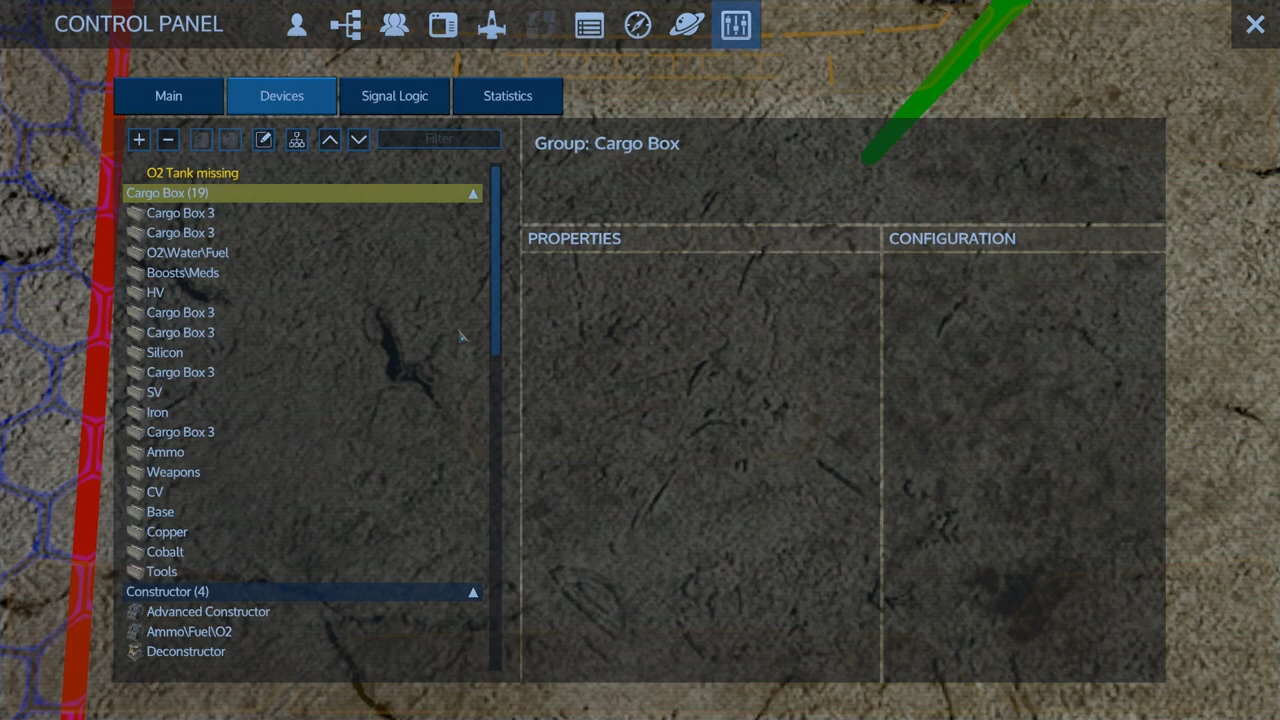 CONTROL PANEL
Main
Devices
Signal Logic
Statistics
Filter
O2 Tank missing
Cargo Box (19)
Cargo Box 3
Cargo Box 3
O2\Water\Fuel
Boosts\Meds
HV
Cargo Box 3
Cargo Box 3
Silicon
Cargo Box 3
SV
Iron
Cargo Box 3
Ammo
Weapons
CV
Base
Copper
Cobalt
Tools
Constructor (4)
Advanced Constructor
Ammo\Fuel\O2
Deconstructor
Group: Cargo Box
PROPERTIES
CONFIGURATION